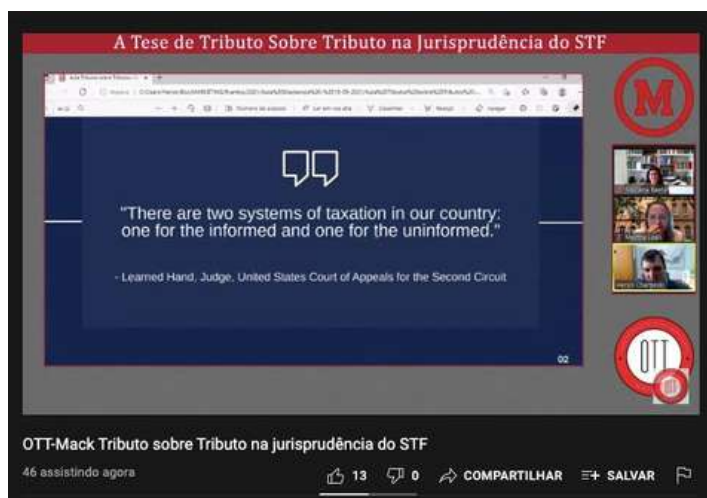 A Tese de Tributo Sobre Tributo na Jurisprudência do STF
M
"There are two systems of taxation in our country:
one for the informed and one for the uninformed."
- Learned Hand, Judge, United States Court of Appeals for the Second Circuit
02
OTT
OTT-Mack Tributo sobre Tributo na jurisprudência do STF
46 assistindo agora
13
0
COMPARTILHAR
SALVAR